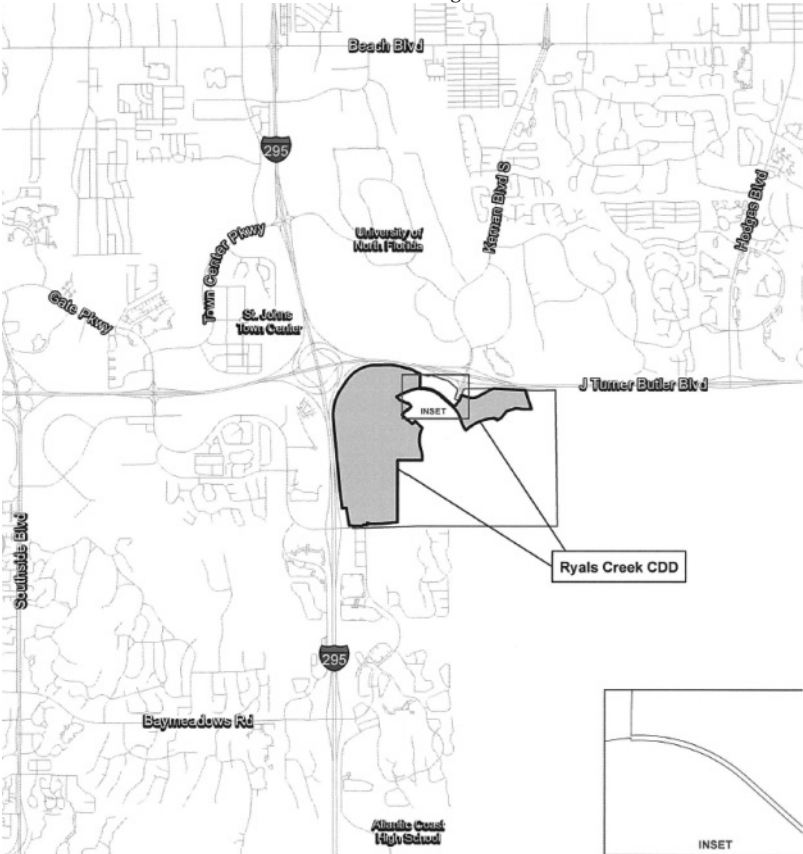 Beach Blvd
295
Kernan Blvd S
Hodges Blvd
University of
North Florida
Town Center Pkwy
Gate Pkwy
St. Johns
Town Center
J Turner Butler Blvd
INSET
Southside Blvd
Ryals Creek CDD
295
Baymeadows Rd
Atlantic Coast
High School
INSET